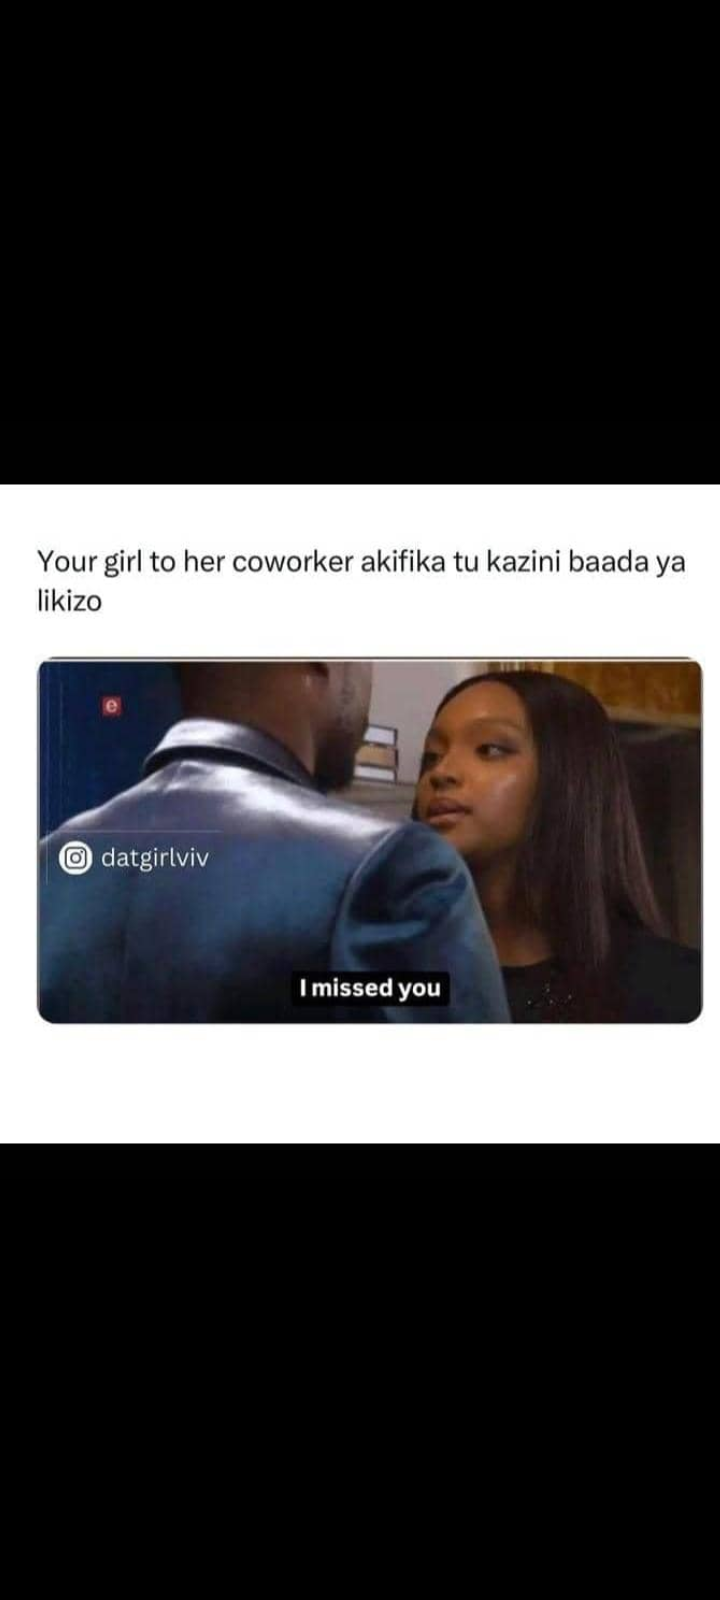 Your girl to her coworker akifika tu kazini baada ya
likizo
e
datgirlviv
I missed you